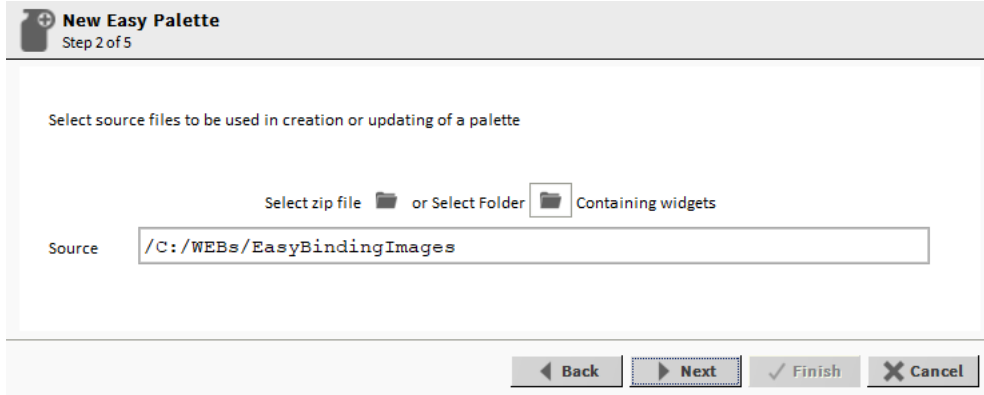 New Easy Palette
Step 2 of 5
Select source files to be used in creation or updating of a palette
Select zip file or Select Folder Containing widgets
Source /C:/WEBs/EasyBindingImages
Back Next Finish Cancel